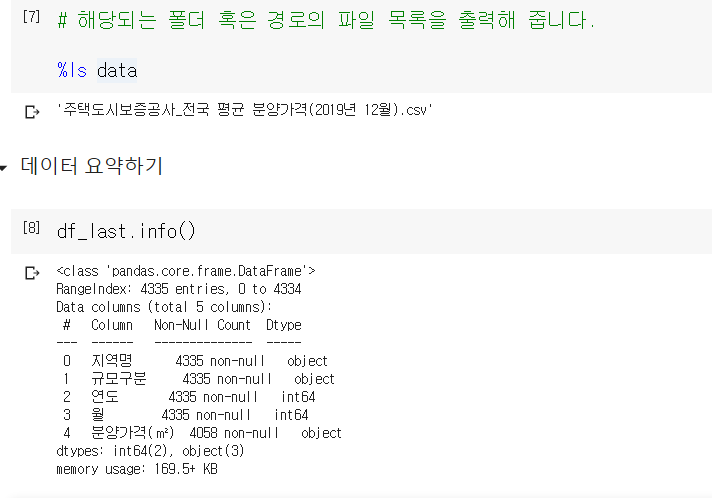 [7] # 해당되는 폴더 혹은 경로의 파일 목록을 출력해 줍니다.
%ls data
'주택도시보증공사_전국 평균 분양가격(2019년 12월).csv'
데이터 요약하기
[8] df_last.info()
<class 'pandas.core.frame.DataFrame'>
RangeIndex: 4335 entries, 0 to 4334
Data columns (total 5 columns):
 #   Column   Non-Null Count  Dtype
---  ------   --------------  -----
 0   지역명      4335 non-null   object
 1   규모구분     4335 non-null   object
 2   연도       4335 non-null   int64
 3   월        4335 non-null   int64
 4   분양가격(㎡)  4058 non-null   object
dtypes: int64(2), object(3)
memory usage: 169.5+ KB